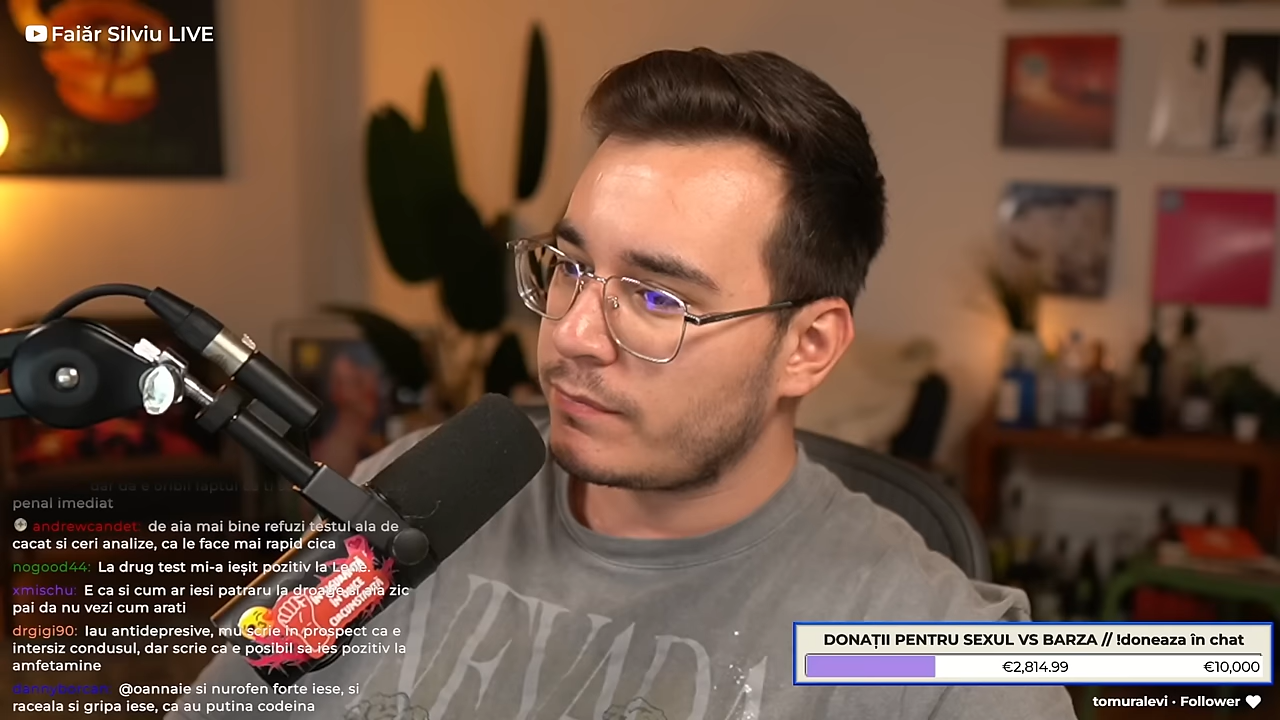 Faiăr Silviu LIVE
penal imediat
andrewcandet: de aia mai bine refuzi testul ala de
cacat si ceri analize, ca le face mai rapid cica
nogood44: La drug test mi-a ieșit pozitiv la Lene.
xmischu: E ca si cum ar iesi patraru la droage si aia zic
pai da nu vezi cum arati
drgigi90: Iau antidepresive, mu scrie in prospect ca e
intersiz condusul, dar scrie ca e posibil sa ies pozitiv la
amfetamine
@oannaie si nurofen forte iese, si
raceala si gripa iese, ca au putina codeina
NEVADA
DONAȚII PENTRU SEXUL VS BARZA // !doneaza în chat
€2,814.99 €10,000
tomuralevi · Follower